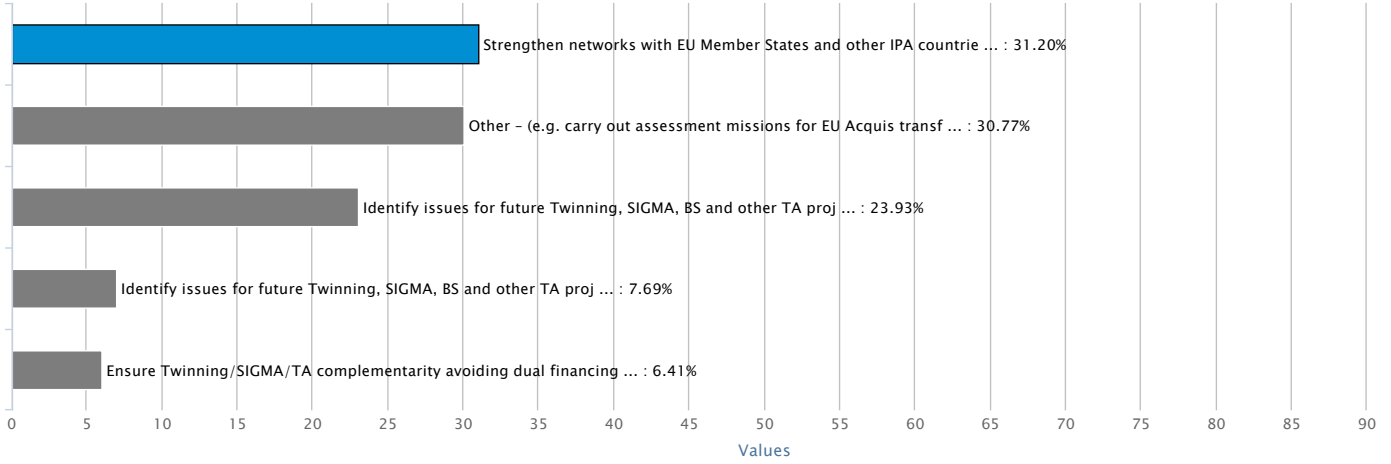 Strengthen networks with EU Member States and other IPA countrie ... : 31.20%
Other – (e.g. carry out assessment missions for EU Acquis transf ... : 30.77%
Identify issues for future Twinning, SIGMA, BS and other TA proj ... : 23.93%
Identify issues for future Twinning, SIGMA, BS and other TA proj ... : 7.69%
Ensure Twinning/SIGMA/TA complementarity avoiding dual financing ... : 6.41%
0 5 10 15 20 25 30 35 40 45 50 55 60 65 70 75 80 85 90
Values